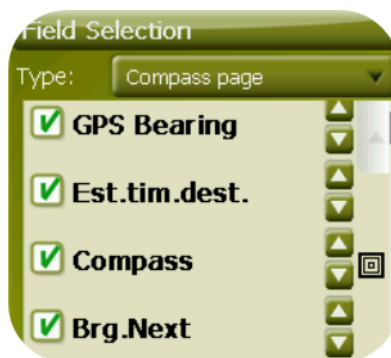 Field Selection
Type: Compass page
GPS Bearing
Est.tim.dest.
Compass
Brg.Next